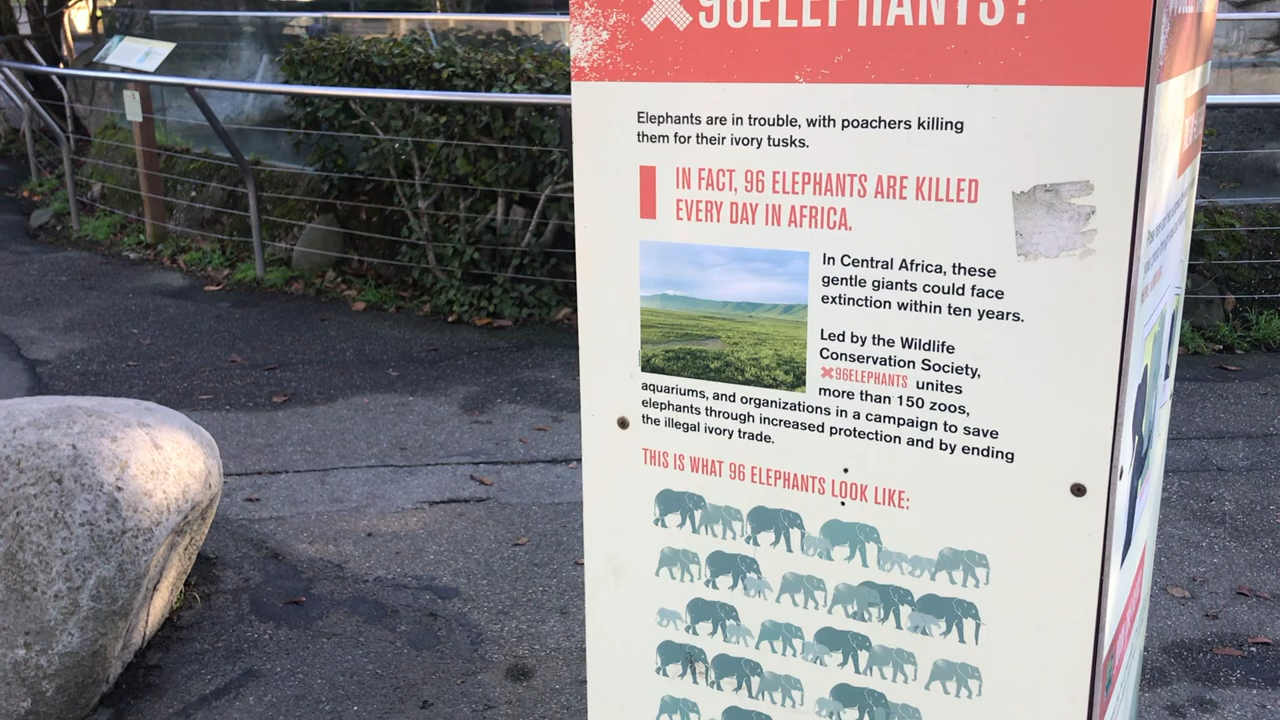 96ELEPHANTS?
Elephants are in trouble, with poachers killing
them for their ivory tusks.
IN FACT, 96 ELEPHANTS ARE KILLED
EVERY DAY IN AFRICA.
In Central Africa, these
gentle giants could face
extinction within ten years.
Led by the Wildlife
Conservation Society,
96ELEPHANTS unites
more than 150 zoos,
aquariums, and organizations in a campaign to save
elephants through increased protection and by ending
the illegal ivory trade.
THIS IS WHAT 96 ELEPHANTS LOOK LIKE: